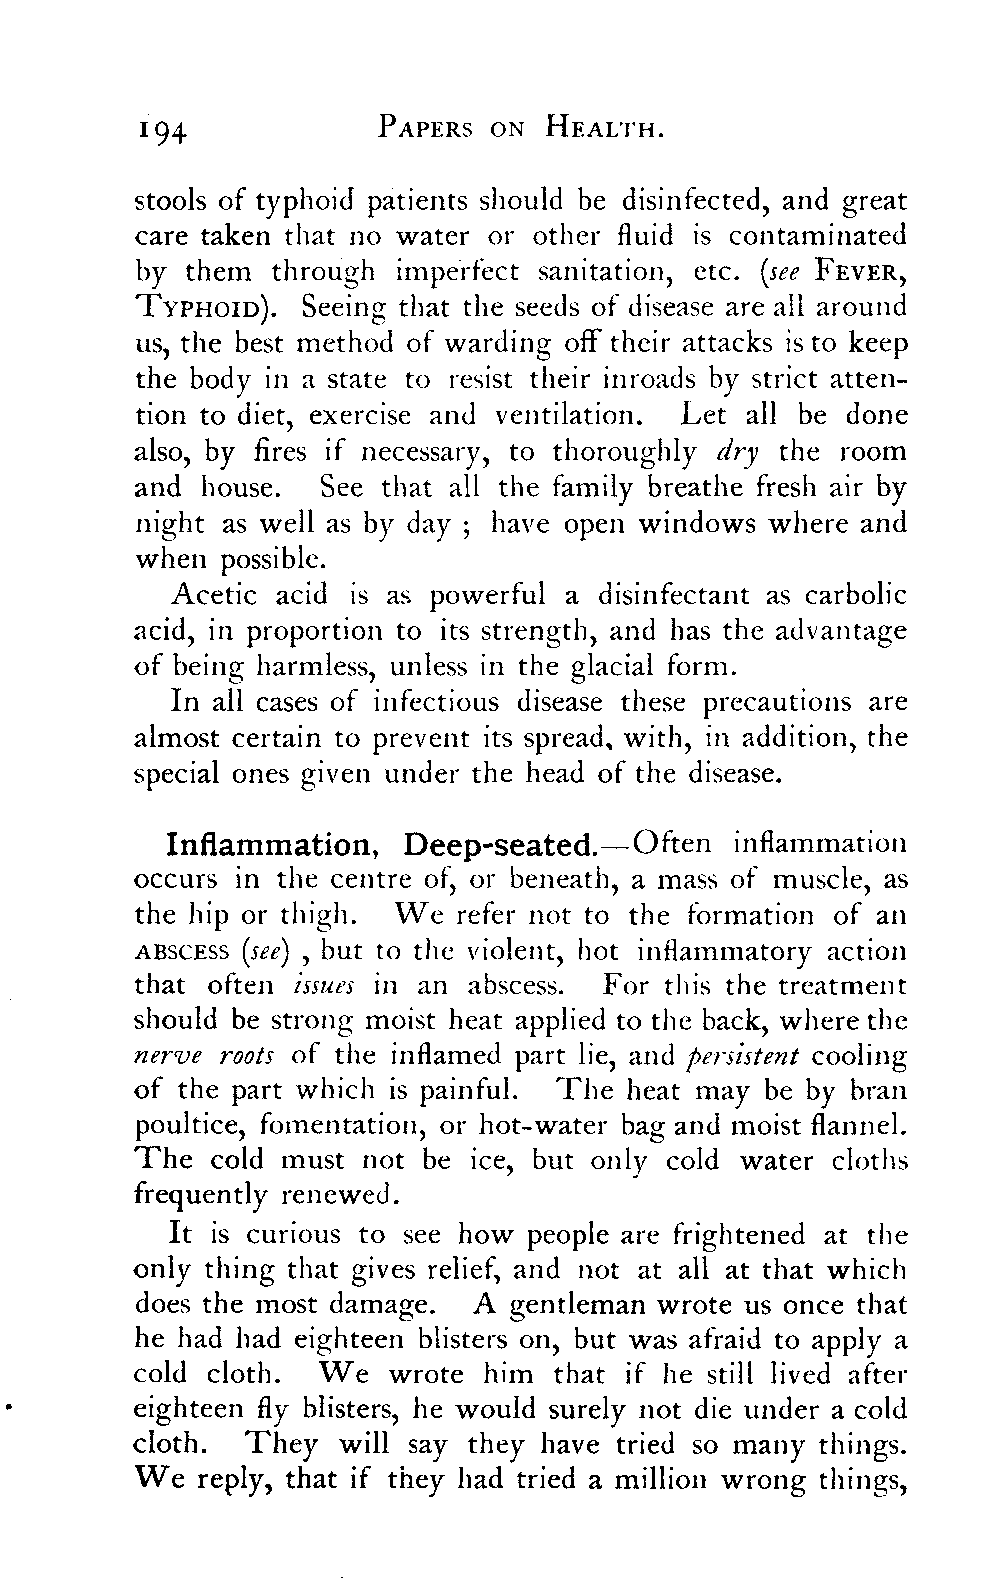 194 PAPERS ON HEALTH.
stools of typhoid patients should be disinfected, and great
care taken that no water or other fluid is contaminated
by them through imperfect sanitation, etc. (see FEVER,
TYPHOID). Seeing that the seeds of disease are all around
us, the best method of warding off their attacks is to keep
the body in a state to resist their inroads by strict atten-
tion to diet, exercise and ventilation. Let all be done
also, by fires if necessary, to thoroughly dry the room
and house. See that all the family breathe fresh air by
night as well as by day ; have open windows where and
when possible.
Acetic acid is as powerful a disinfectant as carbolic
acid, in proportion to its strength, and has the advantage
of being harmless, unless in the glacial form.
In all cases of infectious disease these precautions are
almost certain to prevent its spread, with, in addition, the
special ones given under the head of the disease.
Inflammation, Deep-seated.—Often inflammation
occurs in the centre of, or beneath, a mass of muscle, as
the hip or thigh. We refer not to the formation of an
ABSCESS (see) , but to the violent, hot inflammatory action
that often issues in an abscess. For this the treatment
should be strong moist heat applied to the back, where the
nerve roots of the inflamed part lie, and persistent cooling
of the part which is painful. The heat may be by bran
poultice, fomentation, or hot-water bag and moist flannel.
The cold must not be ice, but only cold water cloths
frequently renewed.
It is curious to see how people are frightened at the
only thing that gives relief, and not at all at that which
does the most damage. A gentleman wrote us once that
he had had eighteen blisters on, but was afraid to apply a
cold cloth. We wrote him that if he still lived after
eighteen fly blisters, he would surely not die under a cold
cloth. They will say they have tried so many things.
We reply, that if they had tried a million wrong things,